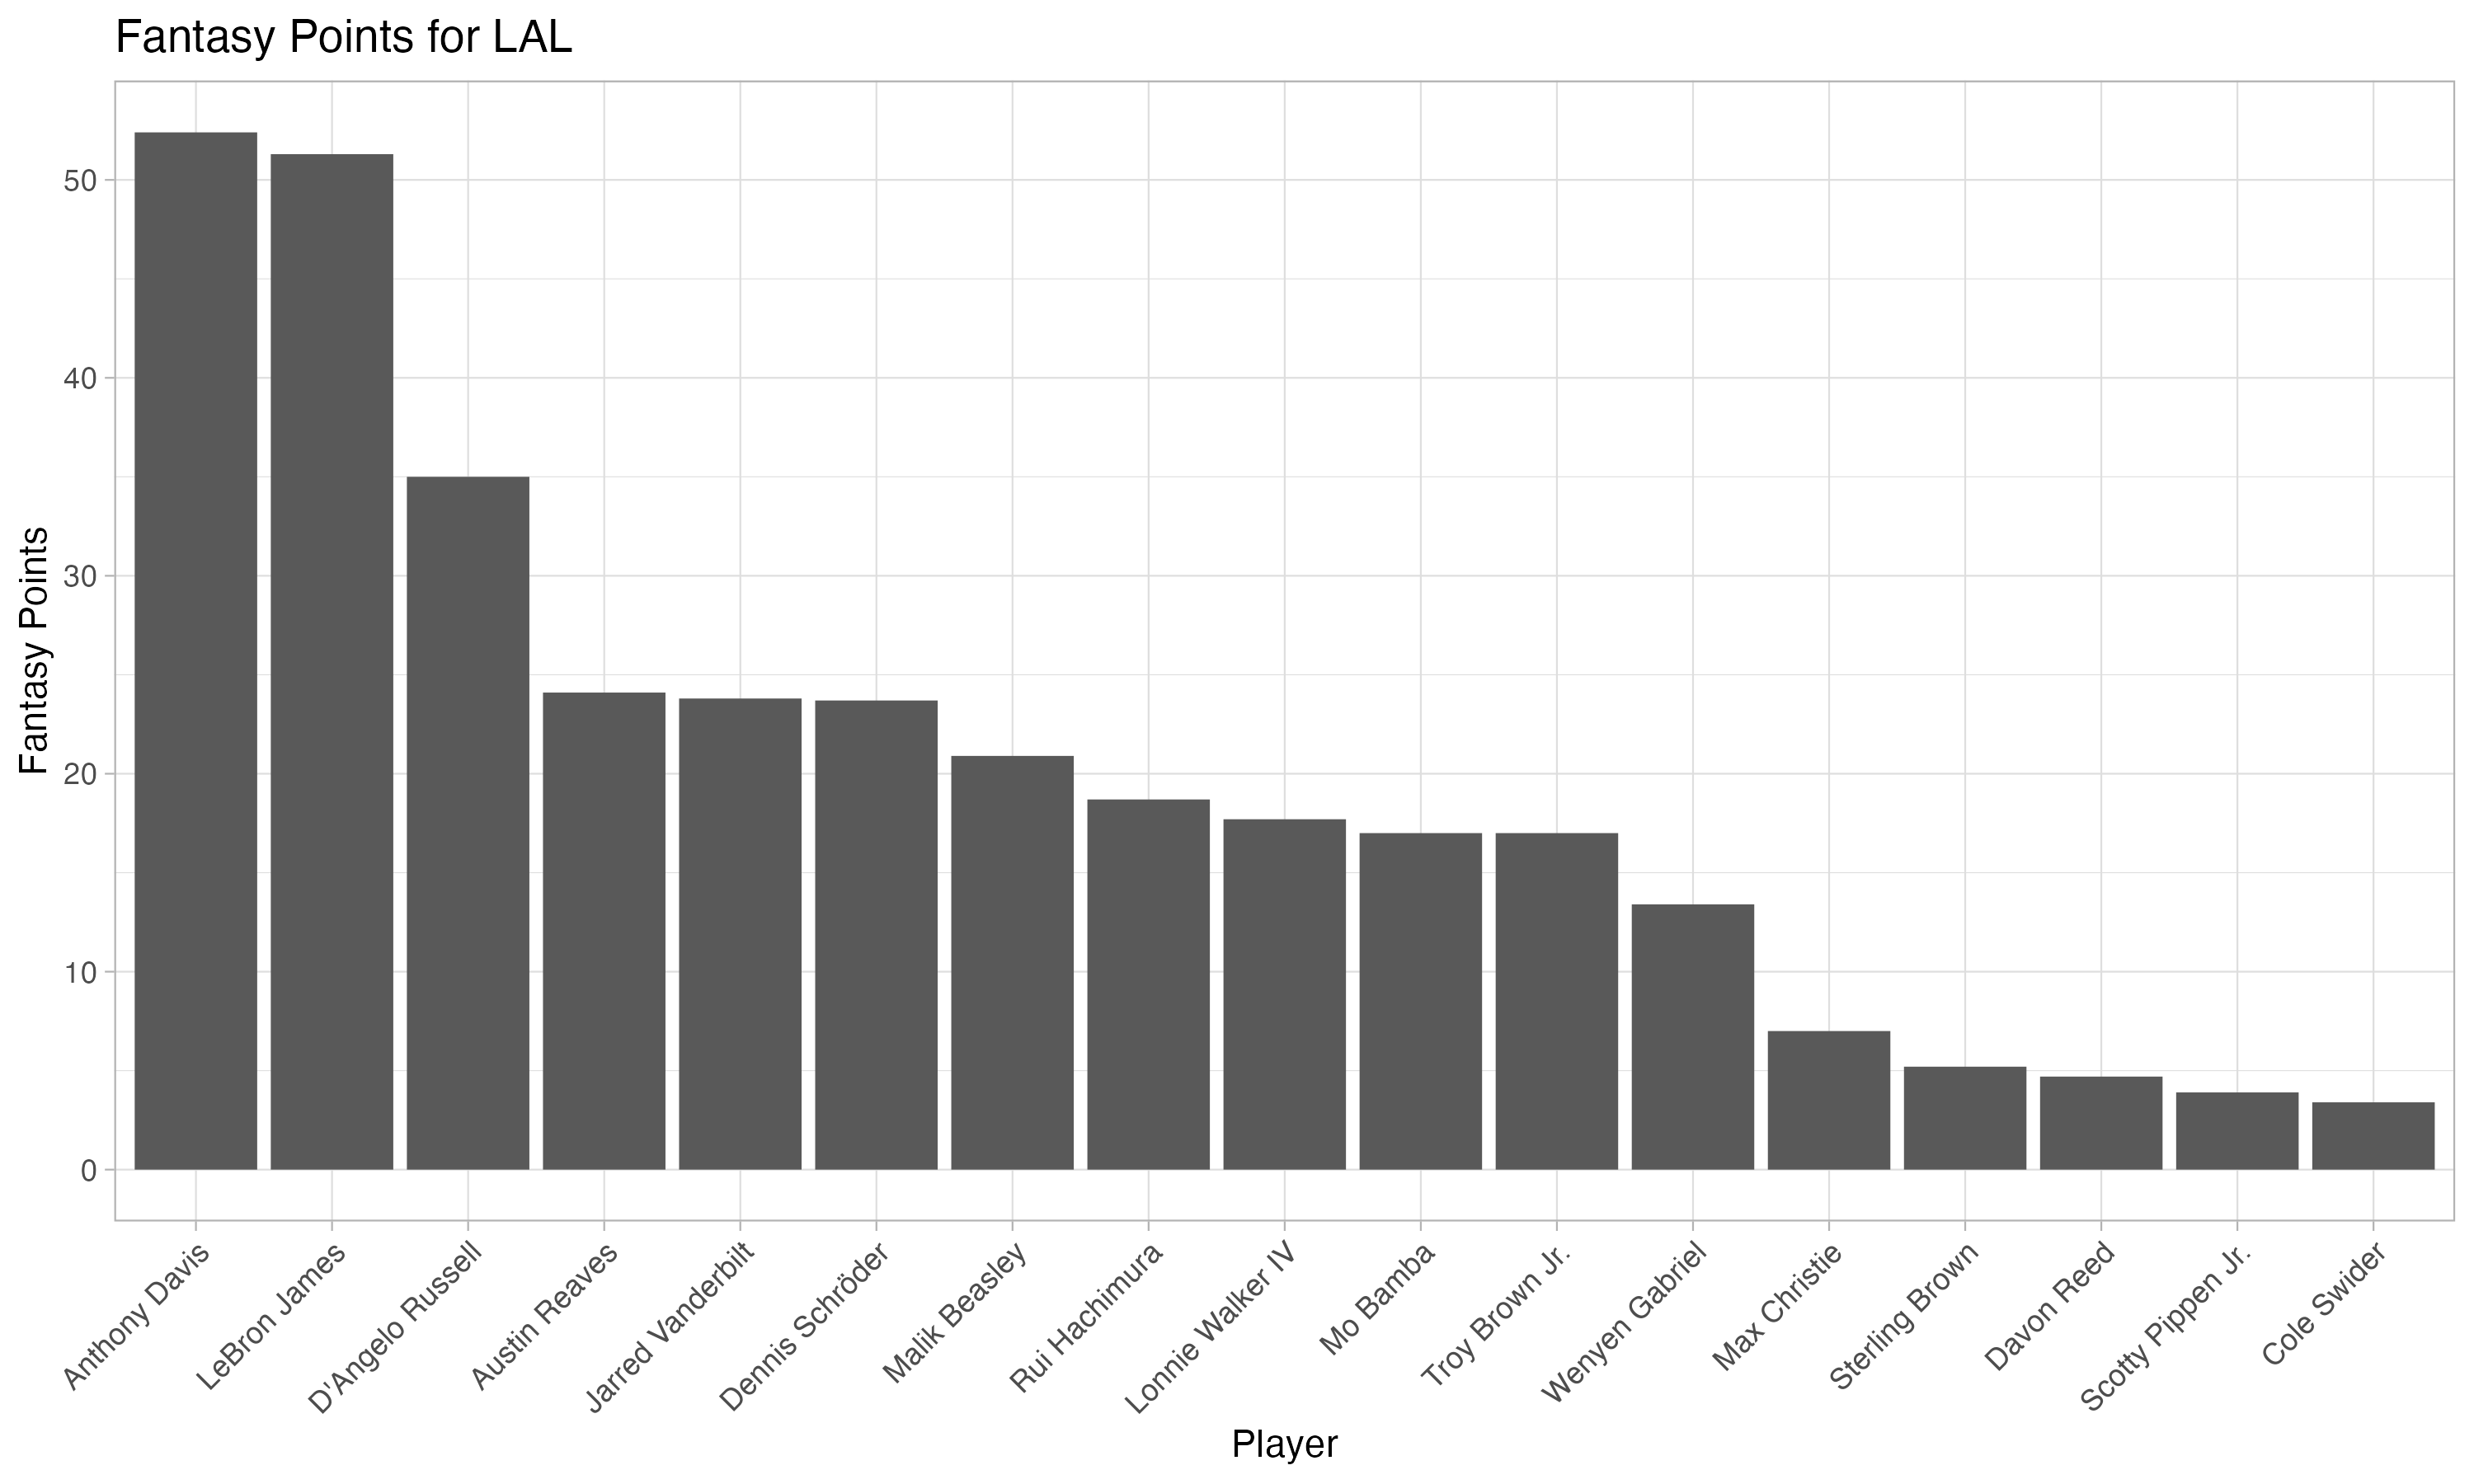 Fantasy Points for LAL
Fantasy Points
50
40
30
20
10
0
Anthony Davis
LeBron James
D'Angelo Russell
Austin Reaves
Jarred Vanderbilt
Dennis Schröder
Malik Beasley
Rui Hachimura
Lonnie Walker IV
Mo Bamba
Troy Brown Jr.
Wenyen Gabriel
Max Christie
Sterling Brown
Davon Reed
Scotty Pippen Jr.
Cole Swider
Player